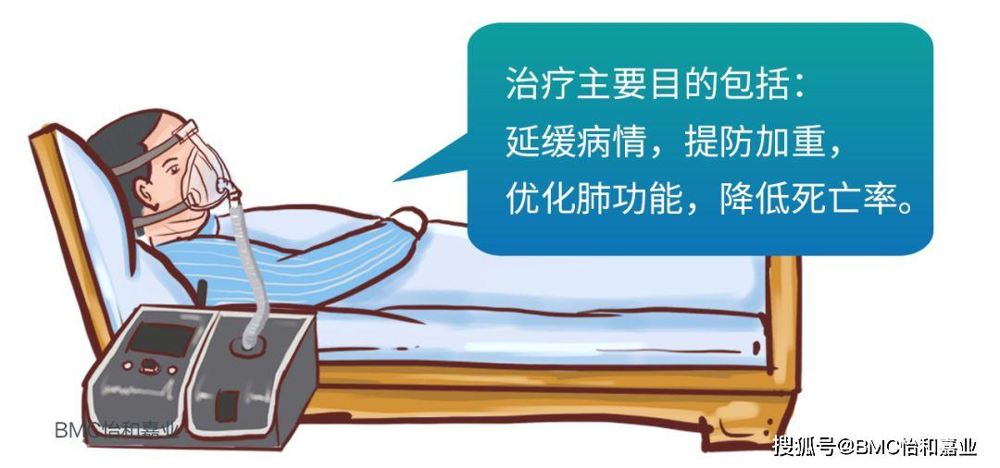 治疗主要目的包括：
延缓病情，提防加重，
优化肺功能，降低死亡率。
BMC怡和嘉业
搜狐号@BMC怡和嘉业